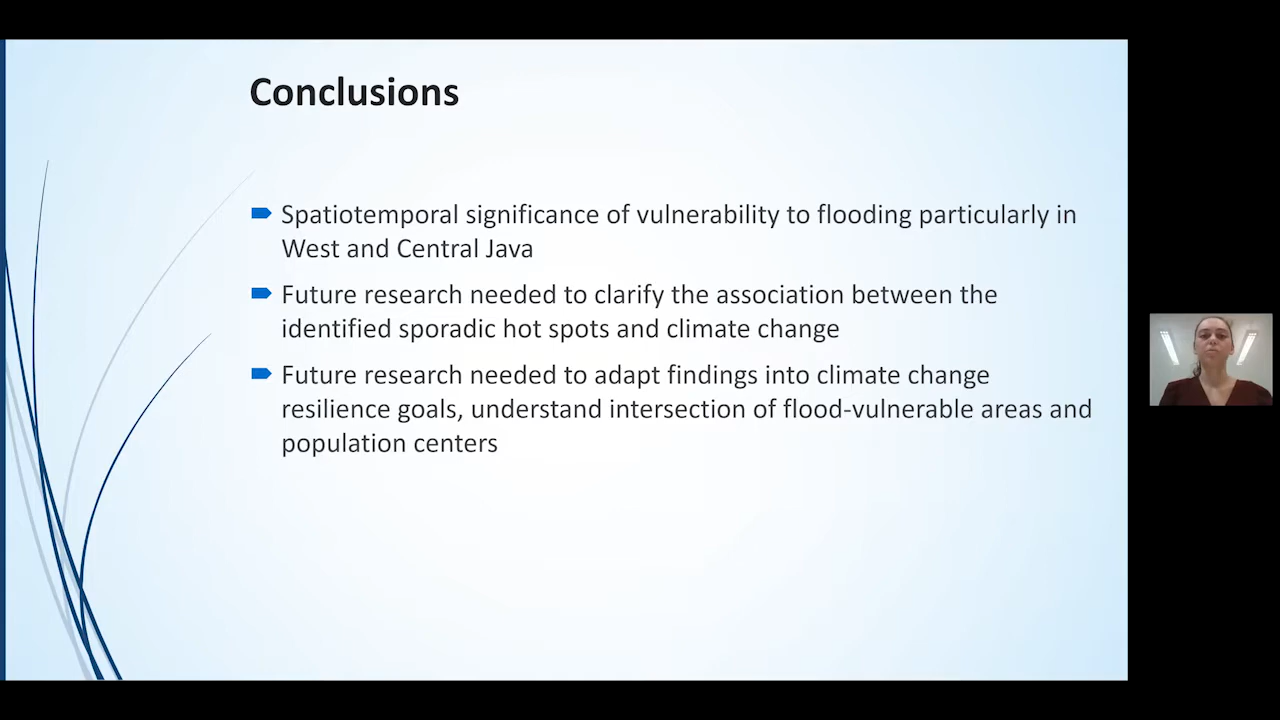 Conclusions
Spatiotemporal significance of vulnerability to flooding particularly in
West and Central Java
Future research needed to clarify the association between the
identified sporadic hot spots and climate change
Future research needed to adapt findings into climate change
resilience goals, understand intersection of flood-vulnerable areas and
population centers